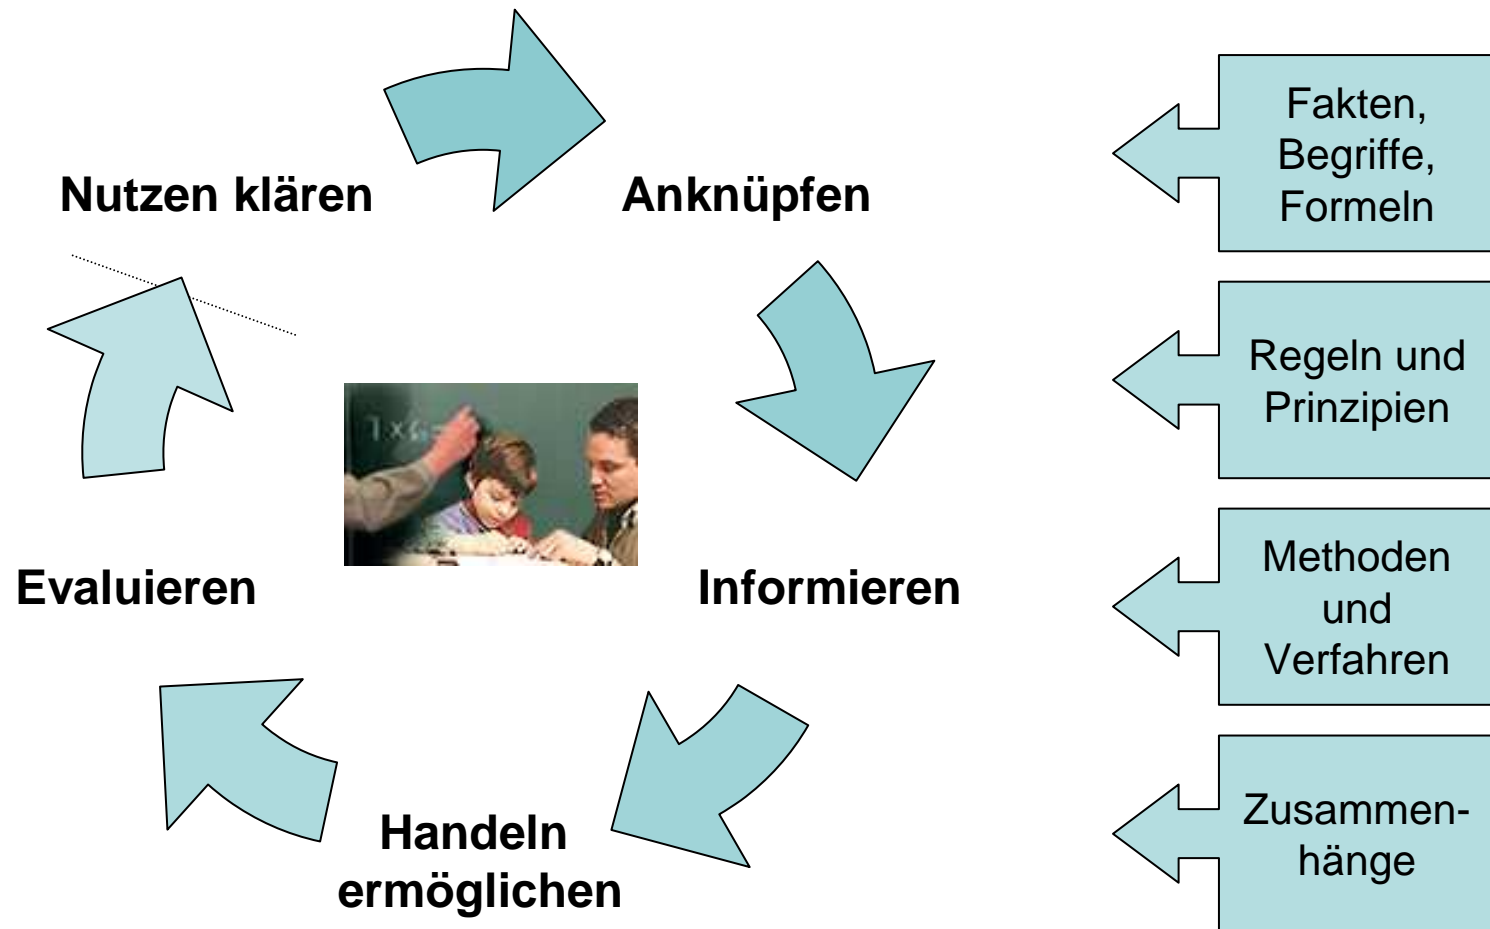 Nutzen klären
Anknüpfen
Informieren
Handeln
ermöglichen
Evaluieren
Fakten,
Begriffe,
Formeln
Regeln und
Prinzipien
Methoden
und
Verfahren
Zusammen-
hänge